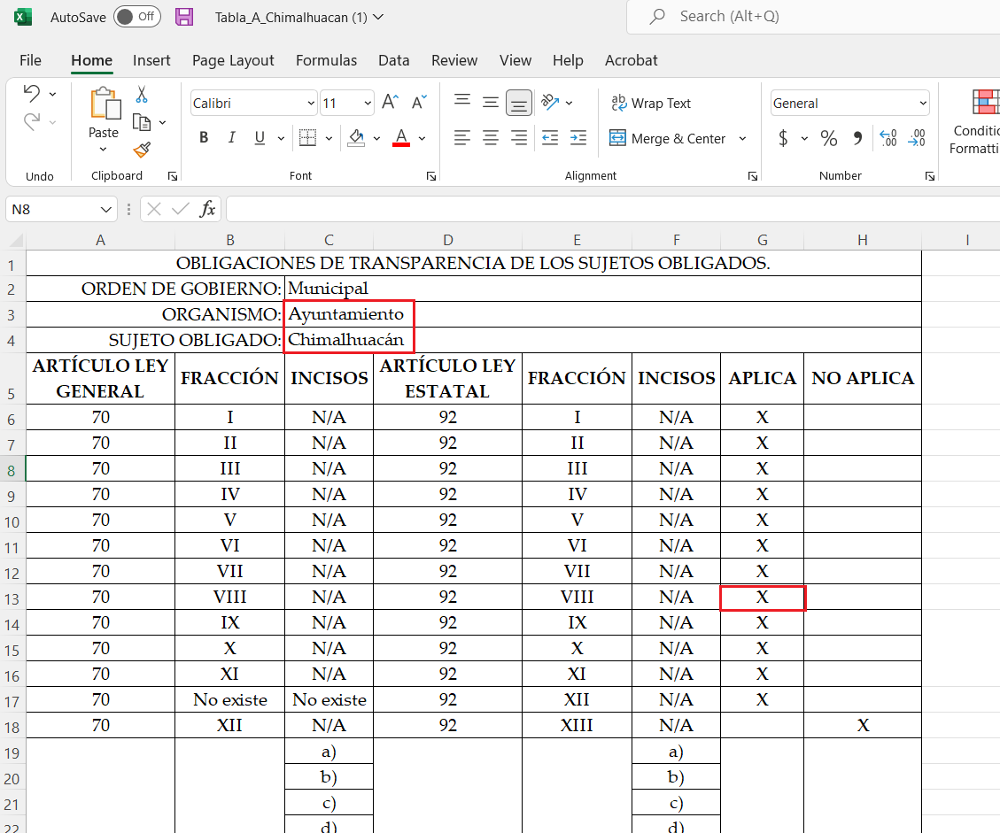 AutoSave Off Tabla_A_Chimalhuacan (1) Search (Alt+Q)
File Home Insert Page Layout Formulas Data Review View Help Acrobat
Calibri 11 A A ab Wrap Text General
Paste B I U A Merge & Center $ % 9 .00 .00 Conditio
Formatti
Undo Clipboard Font Alignment Number
N8 fx
A B C D E F G H I
1 OBLIGACIONES DE TRANSPARENCIA DE LOS SUJETOS OBLIGADOS.
2 ORDEN DE GOBIERNO: Municipal
3 ORGANISMO: Ayuntamiento
4 SUJETO OBLIGADO: Chimalhuacán
5 ARTÍCULO LEY GENERAL FRACCIÓN INCISOS ARTÍCULO LEY ESTATAL FRACCIÓN INCISOS APLICA NO APLICA
6 70 I N/A 92 I N/A X
7 70 II N/A 92 II N/A X
8 70 III N/A 92 III N/A X
9 70 IV N/A 92 IV N/A X
10 70 V N/A 92 V N/A X
11 70 VI N/A 92 VI N/A X
12 70 VII N/A 92 VII N/A X
13 70 VIII N/A 92 VIII N/A X
14 70 IX N/A 92 IX N/A X
15 70 X N/A 92 X N/A X
16 70 XI N/A 92 XI N/A X
17 70 No existe No existe 92 XII N/A X
18 70 XII N/A 92 XIII N/A X
19 a) a)
20 b) b)
21 c) c)
22 d) d)